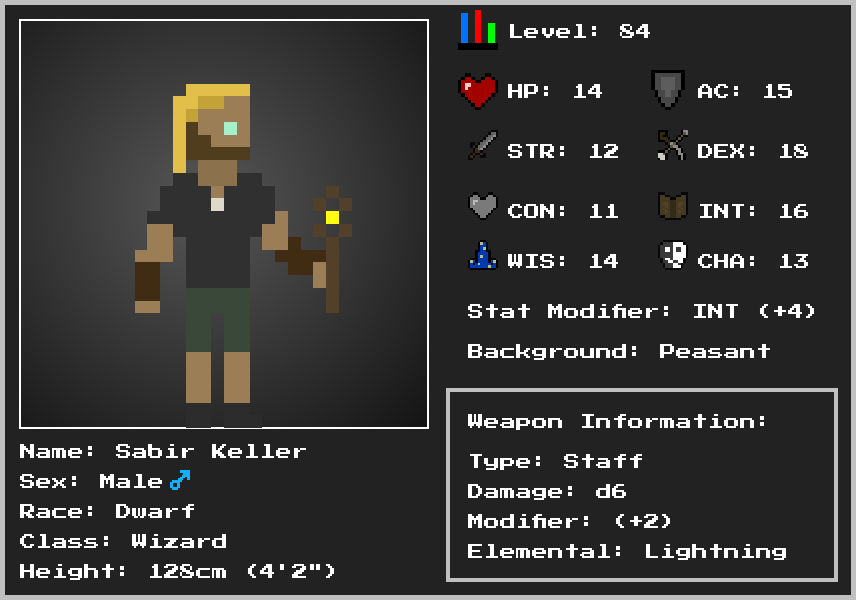 Level: 84
HP: 14
AC: 15
STR: 12
DEX: 18
CON: 11
INT: 16
WIS: 14
CHA: 13
Stat Modifier: INT (+4)
Background: Peasant
Weapon Information:
Type: Staff
Damage: d6
Modifier: (+2)
Elemental: Lightning
Name: Sabir Keller
Sex: Male♂
Race: Dwarf
Class: Wizard
Height: 128cm (4'2")